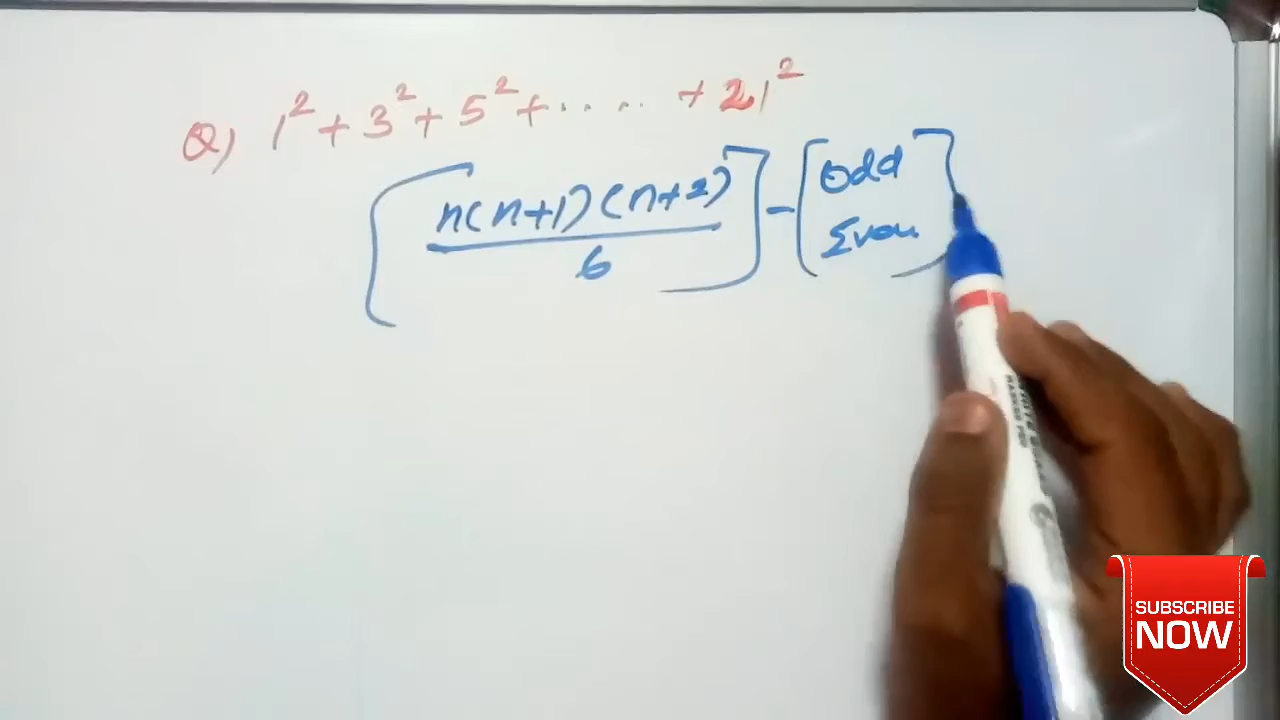 Q) 1² + 3² + 5² + ..... + 21²
[n(n+1)(n+2)/6] - [Odd
Even]
SUBSCRIBE
NOW